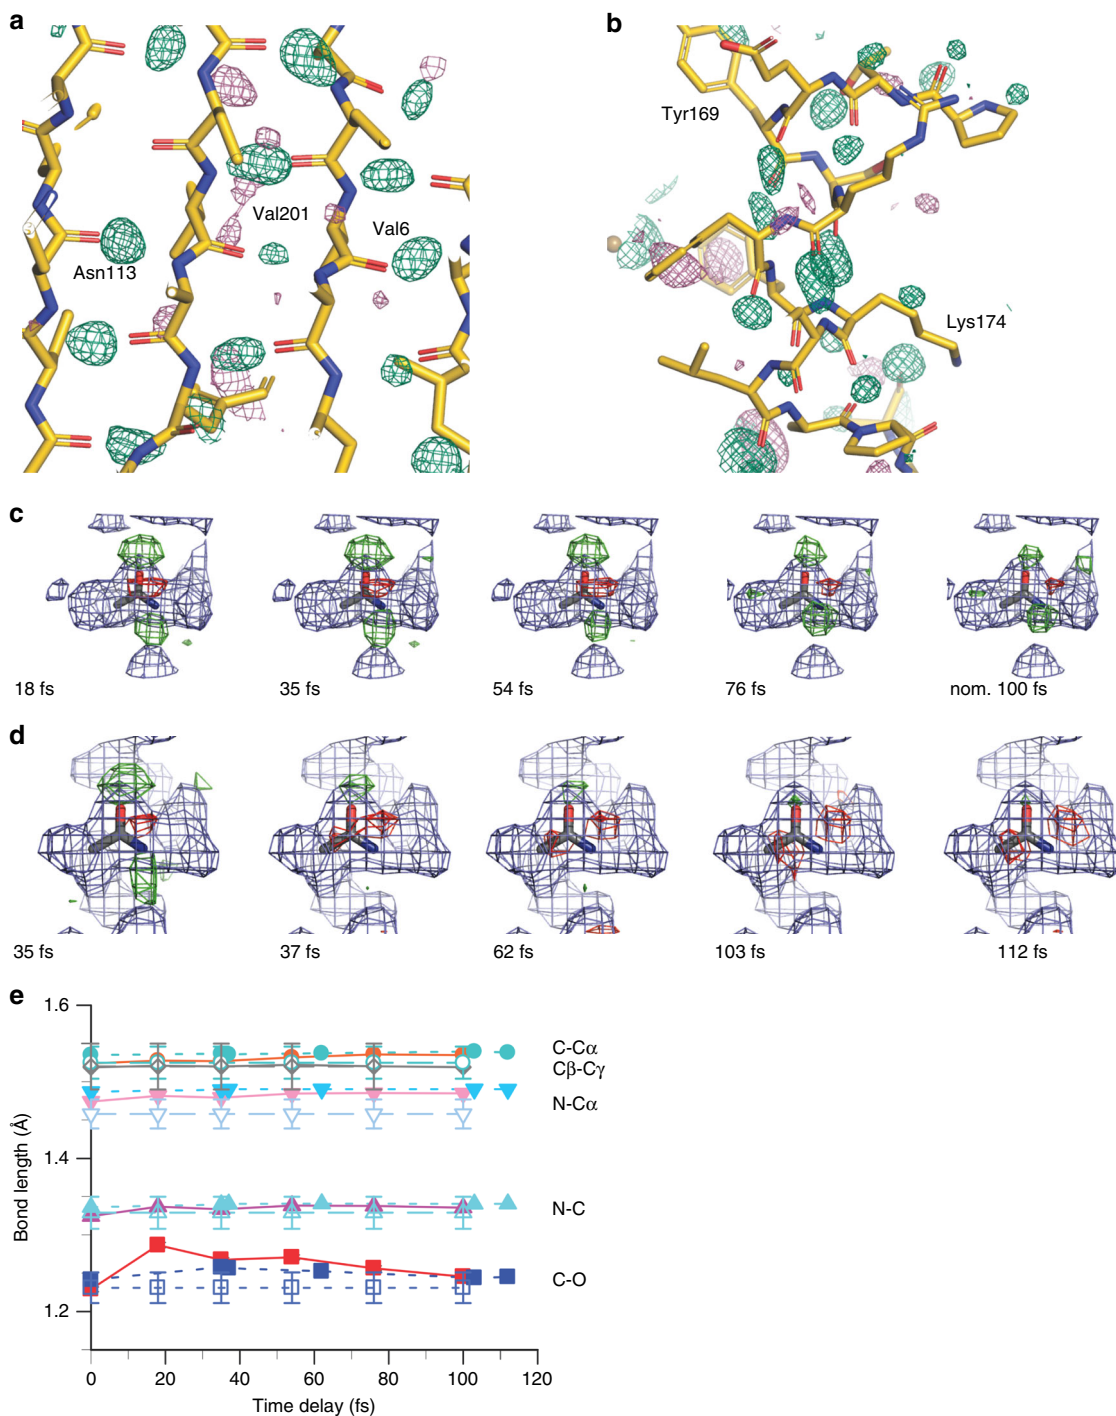 a
b
Tyr169
Val201
Val6
Asn113
Lys174
c
18 fs
35 fs
54 fs
76 fs
nom. 100 fs
d
35 fs
37 fs
62 fs
103 fs
112 fs
e
1.6
1.4
1.2
Bond length (Å)
C-Cα
Cβ-Cγ
N-Cα
N-C
C-O
0 20 40 60 80 100 120
Time delay (fs)